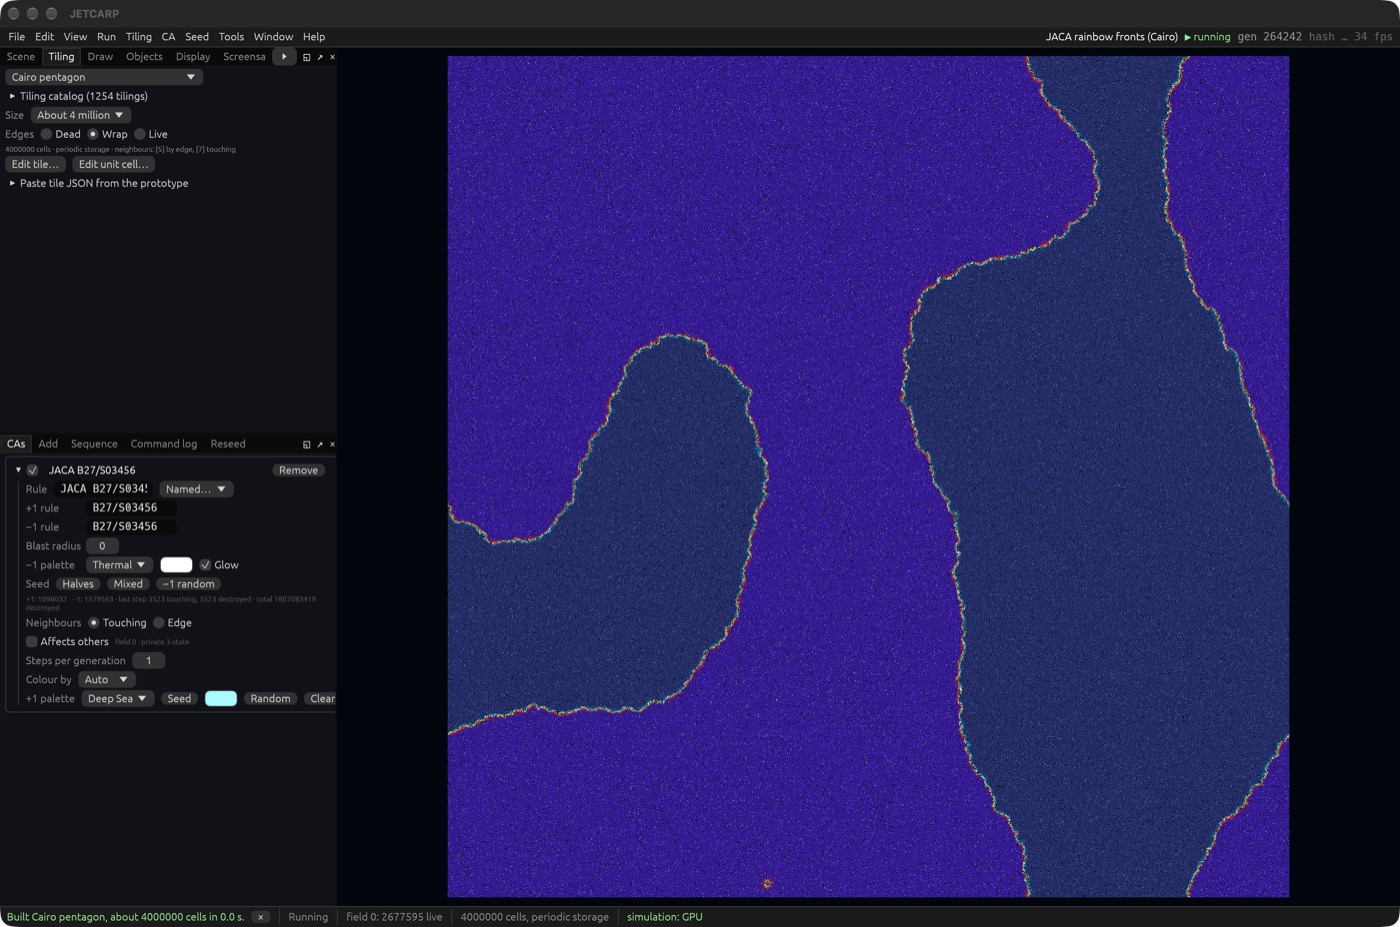 JETCARP
File Edit View Run Tiling CA Seed Tools Window Help
JACA rainbow fronts (Cairo) ▶ running gen 264242 hash … 34 fps
Scene Tiling Draw Objects Display Screensa
Cairo pentagon
Tiling catalog (1254 tilings)
Size About 4 million
Edges Dead Wrap Live
4000000 cells · periodic storage · neighbours: [5] by edge, [7] touching
Edit tile… Edit unit cell…
Paste tile JSON from the prototype
CAs Add Sequence Command log Reseed
JACA B27/S03456 Remove
Rule JACA B27/S034 Named…
+1 rule B27/S03456
−1 rule B27/S03456
Blast radius 0
−1 palette Thermal Glow
Seed Halves Mixed −1 random
+1: 1098032 · −1: 1579563 · last step 3523 touching, 3523 destroyed · total 1807083419
destroyed
Neighbours Touching Edge
Affects others field 0 · private 3-state
Steps per generation 1
Colour by Auto
+1 palette Deep Sea Seed Random Clear
Built Cairo pentagon, about 4000000 cells in 0.0 s. × Running field 0: 2677595 live 4000000 cells, periodic storage simulation: GPU